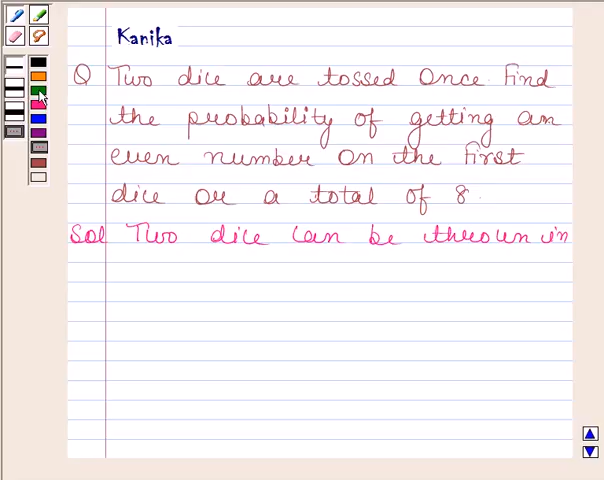 Kanika
Q Two dice are tossed once. Find
the probability of getting an
even number on the first
dice or a total of 8.
Sol Two dice can be thrown in